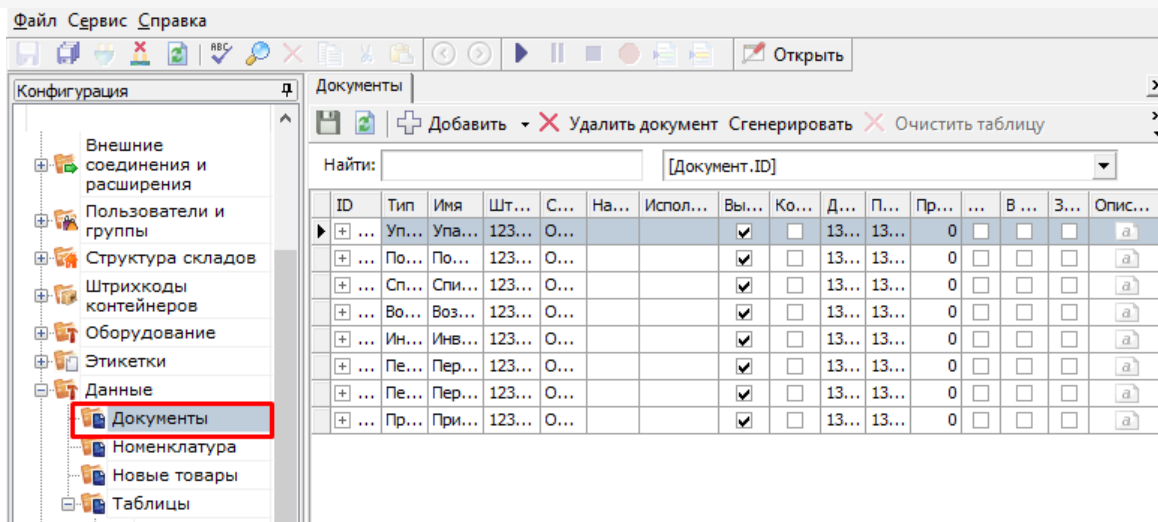 Файл Сервис Справка
ABC Открыть
Конфигурация
Внешние
соединения и
расширения
Пользователи и
группы
Структура складов
Штрихкоды
контейнеров
Оборудование
Этикетки
Данные
Документы
Номенклатура
Новые товары
Таблицы
Документы
Добавить Удалить документ Сгенерировать Очистить таблицу
Найти: [Документ.ID]
ID Тип Имя Шт... С... На... Испол... Вы... Ко... Д... П... Пр... ... В ... З... Опис...
... Уп... Упа... 123... О... 13... 13... 0 a
... По... По... 123... О... 13... 13... 0 a
... Сп... Спи... 123... О... 13... 13... 0 a
... Во... Воз... 123... О... 13... 13... 0 a
... Ин... Инв... 123... О... 13... 13... 0 a
... Пе... Пер... 123... О... 13... 13... 0 a
... Пе... Пер... 123... О... 13... 13... 0 a
... Пр... При... 123... О... 13... 13... 0 a